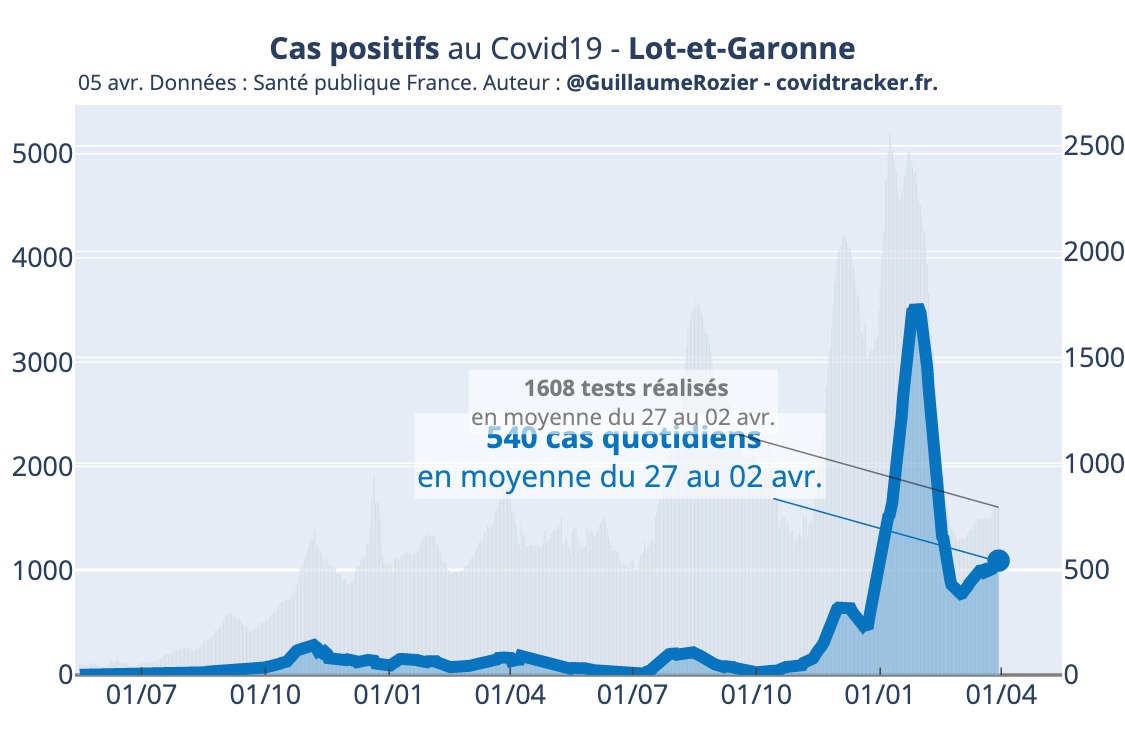 Cas positifs au Covid19 - Lot-et-Garonne
05 avr. Données : Santé publique France. Auteur : @GuillaumeRozier - covidtracker.fr.
5000
4000
3000
2000
1000
0
2500
2000
1500
1000
500
0
1608 tests réalisés
en moyenne du 27 au 02 avr.
540 cas quotidiens
en moyenne du 27 au 02 avr.
01/07 01/10 01/01 01/04 01/07 01/10 01/01 01/04